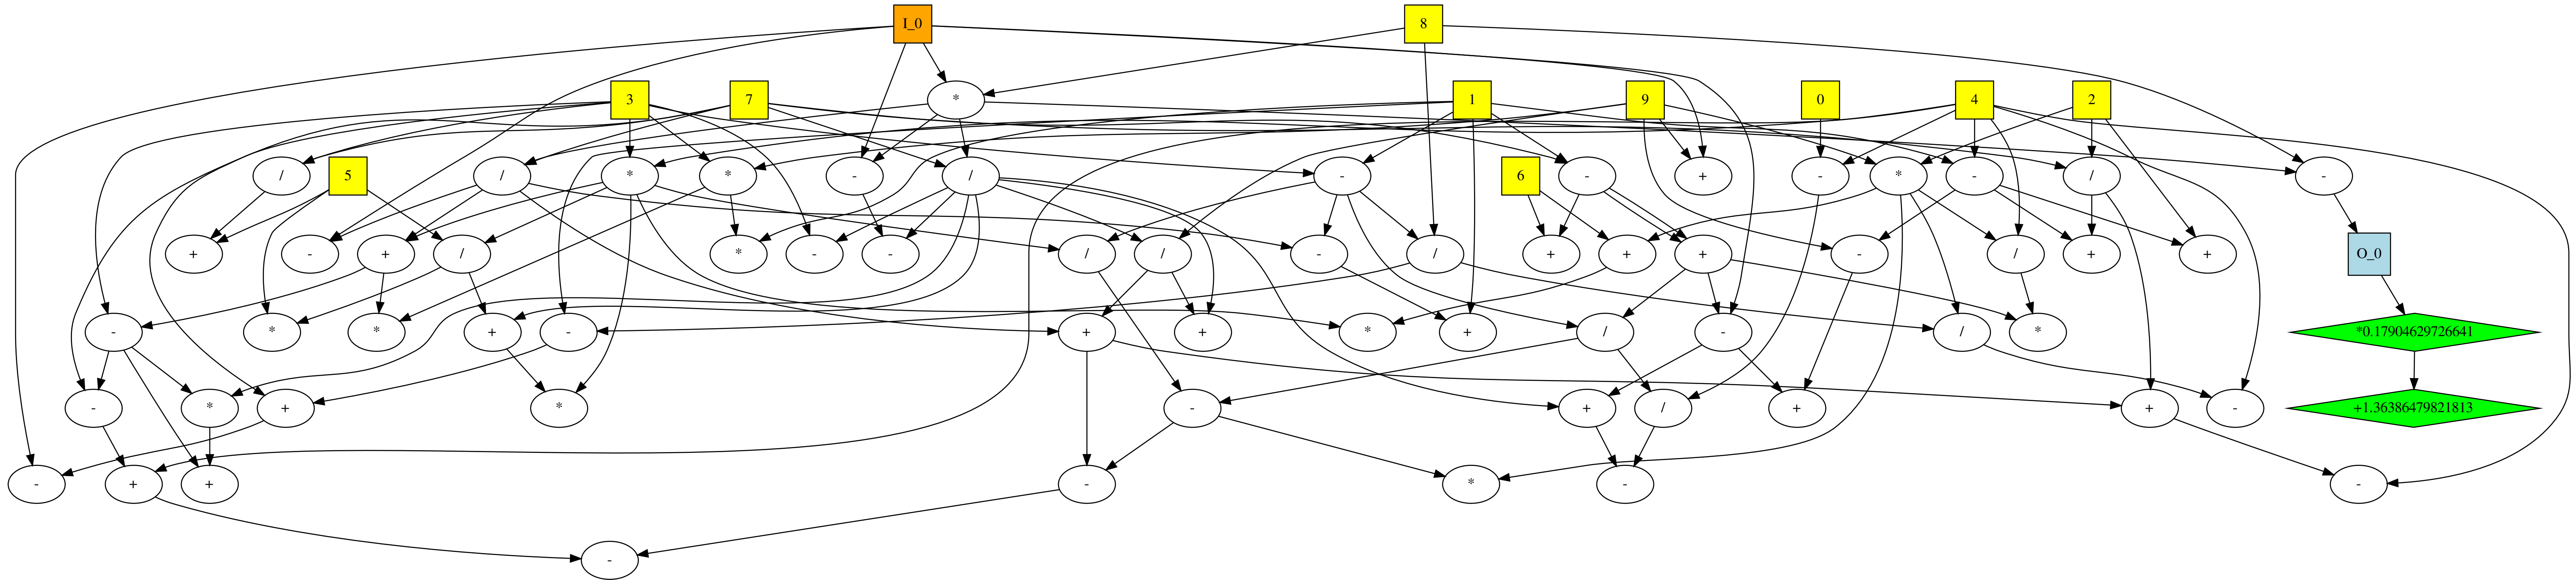 I_0 8
3 7 * 1 9 0 4 2
/ 5 / * * - / - 6 - + - * - / -
+ - + / * - - / / - / + + + - / + + O_0
- * * + - + + * + / - / * *0.17904629726641
- * + * - + / + + - +1.36386479821813
- + + - * - -
-